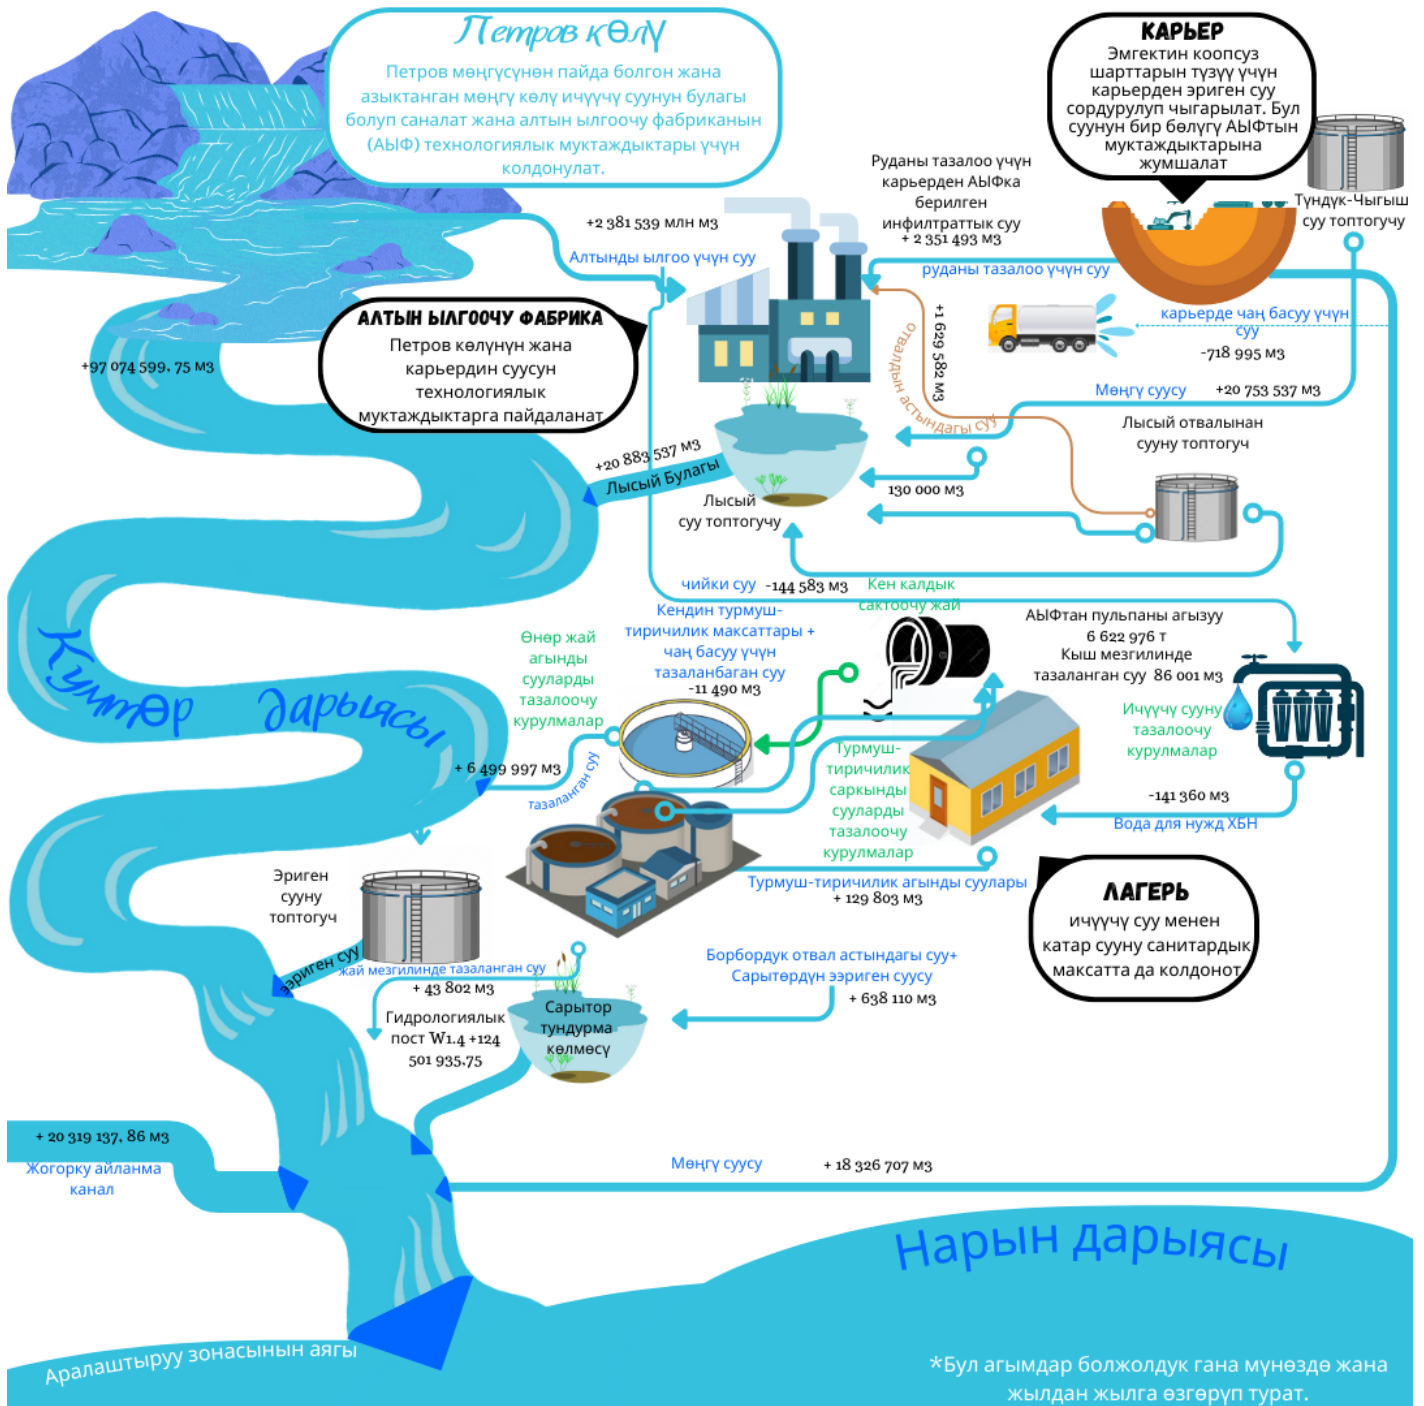 Петров көлү
Петров мөңгүсүнөн пайда болгон жана
азыктанган мөңгү көлү ичүүчү суунун булагы
болуп саналат жана алтын ылгоочу фабриканын
(АЫФ) технологиялык муктаждыктары үчүн
колдонулат.
КАРЬЕР
Эмгектин коопсуз
шарттарын түзүү үчүн
карьерден эриген суу
сордурулуп чыгарылат. Бул
суунун бир бөлүгү АЫФтын
муктаждыктарына
жумшалат
Түндүк-Чыгыш
суу топтогучу
Руданы тазалоо үчүн
карьерден АЫФка
берилген
инфилтраттык суу
+ 2 351 493 м3
руданы тазалоо үчүн суу
+2 381 539 млн м3
Алтынды ылгоо үчүн суу
АЛТЫН ЫЛГООЧУ ФАБРИКА
Петров көлүнүн жана
карьердин суусун
технологиялык
муктаждыктарга пайдаланат
+97 074 599, 75 м3
+1 629 582 м3
отвалдын астындагы суу
карьерде чаң басуу үчүн
суу
-718 995 м3
Мөңгү суусу
+20 753 537 м3
Лысый отвалынан
сууну топтогуч
+20 883 537 м3
Лысый Булагы
130 000 м3
Лысый
суу топтогучу
чийки суу
-144 583 м3
Кен калдык
сактоочу жай
Кендин турмуш-
тиричилик максаттары +
чаң басуу үчүн
тазаланбаган суу
-11 490 м3
Өнөр жай
агынды
сууларды
тазалоочу
курулмалар
АЫФтан пульпаны агызуу
6 622 976 т
Кыш мезгилинде
тазаланган суу 86 001 м3
Ичүүчү сууну
тазалоочу
курулмалар
Кумтөр дарыясы
+ 6 499 997 м3
тазаланган суу
Турмуш-
тиричилик
саркынды
сууларды
тазалоочу
курулмалар
-141 360 м3
Вода для нужд ХБН
Турмуш-тиричилик агынды суулары
+ 129 803 м3
ЛАГЕРЬ
ичүүчү суу менен
катар сууну санитардык
максатта да колдонот
Эриген
сууну
топтогуч
ээриген суу
жай мезгилинде тазаланган суу
+ 43 802 м3
Борбордук отвал астындагы суу+
Сарытөрдүн ээриген суусу
+ 638 110 м3
Гидрологиялык
пост W1.4 +124
501 935,75
Сарытор
тундурма
көлмөсү
+ 20 319 137, 86 м3
Жогорку айланма
канал
Мөңгү суусу
+ 18 326 707 м3
Нарын дарыясы
Аралаштыруу зонасынын аягы
*Бул агымдар болжолдук гана мүнөздө жана
жылдан жылга өзгөрүп турат.